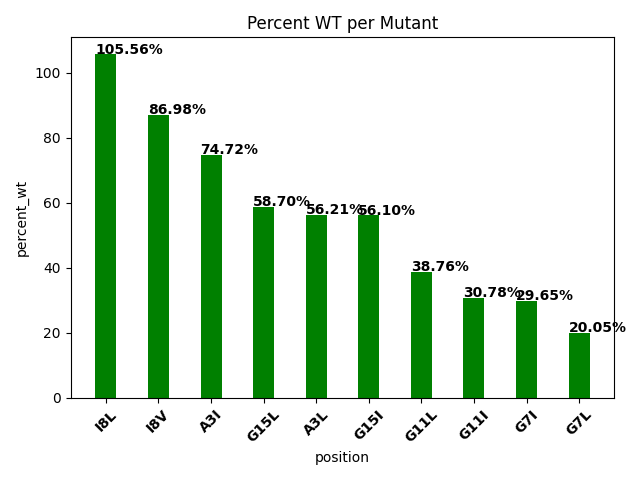 Percent WT per Mutant
105.56%
86.98%
74.72%
58.70%
56.21%
56.10%
38.76%
30.78%
29.65%
20.05%
percent_wt
100
80
60
40
20
0
I8L
I8V
A3I
G15L
A3L
G15I
G11L
G11I
G7I
G7L
position